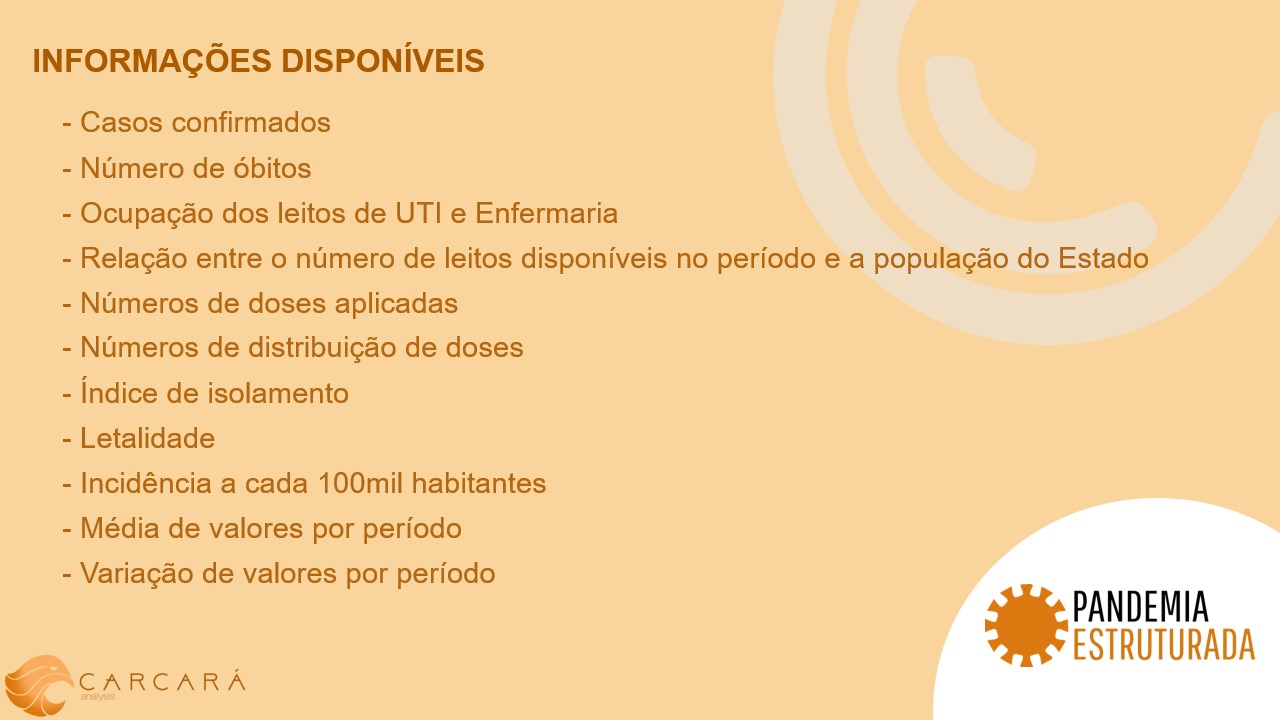 INFORMAÇÕES DISPONÍVEIS
- Casos confirmados
- Número de óbitos
- Ocupação dos leitos de UTI e Enfermaria
- Relação entre o número de leitos disponíveis no período e a população do Estado
- Números de doses aplicadas
- Números de distribuição de doses
- Índice de isolamento
- Letalidade
- Incidência a cada 100mil habitantes
- Média de valores por período
- Variação de valores por período
PANDEMIA
ESTRUTURADA
CARCARÁ
analysis